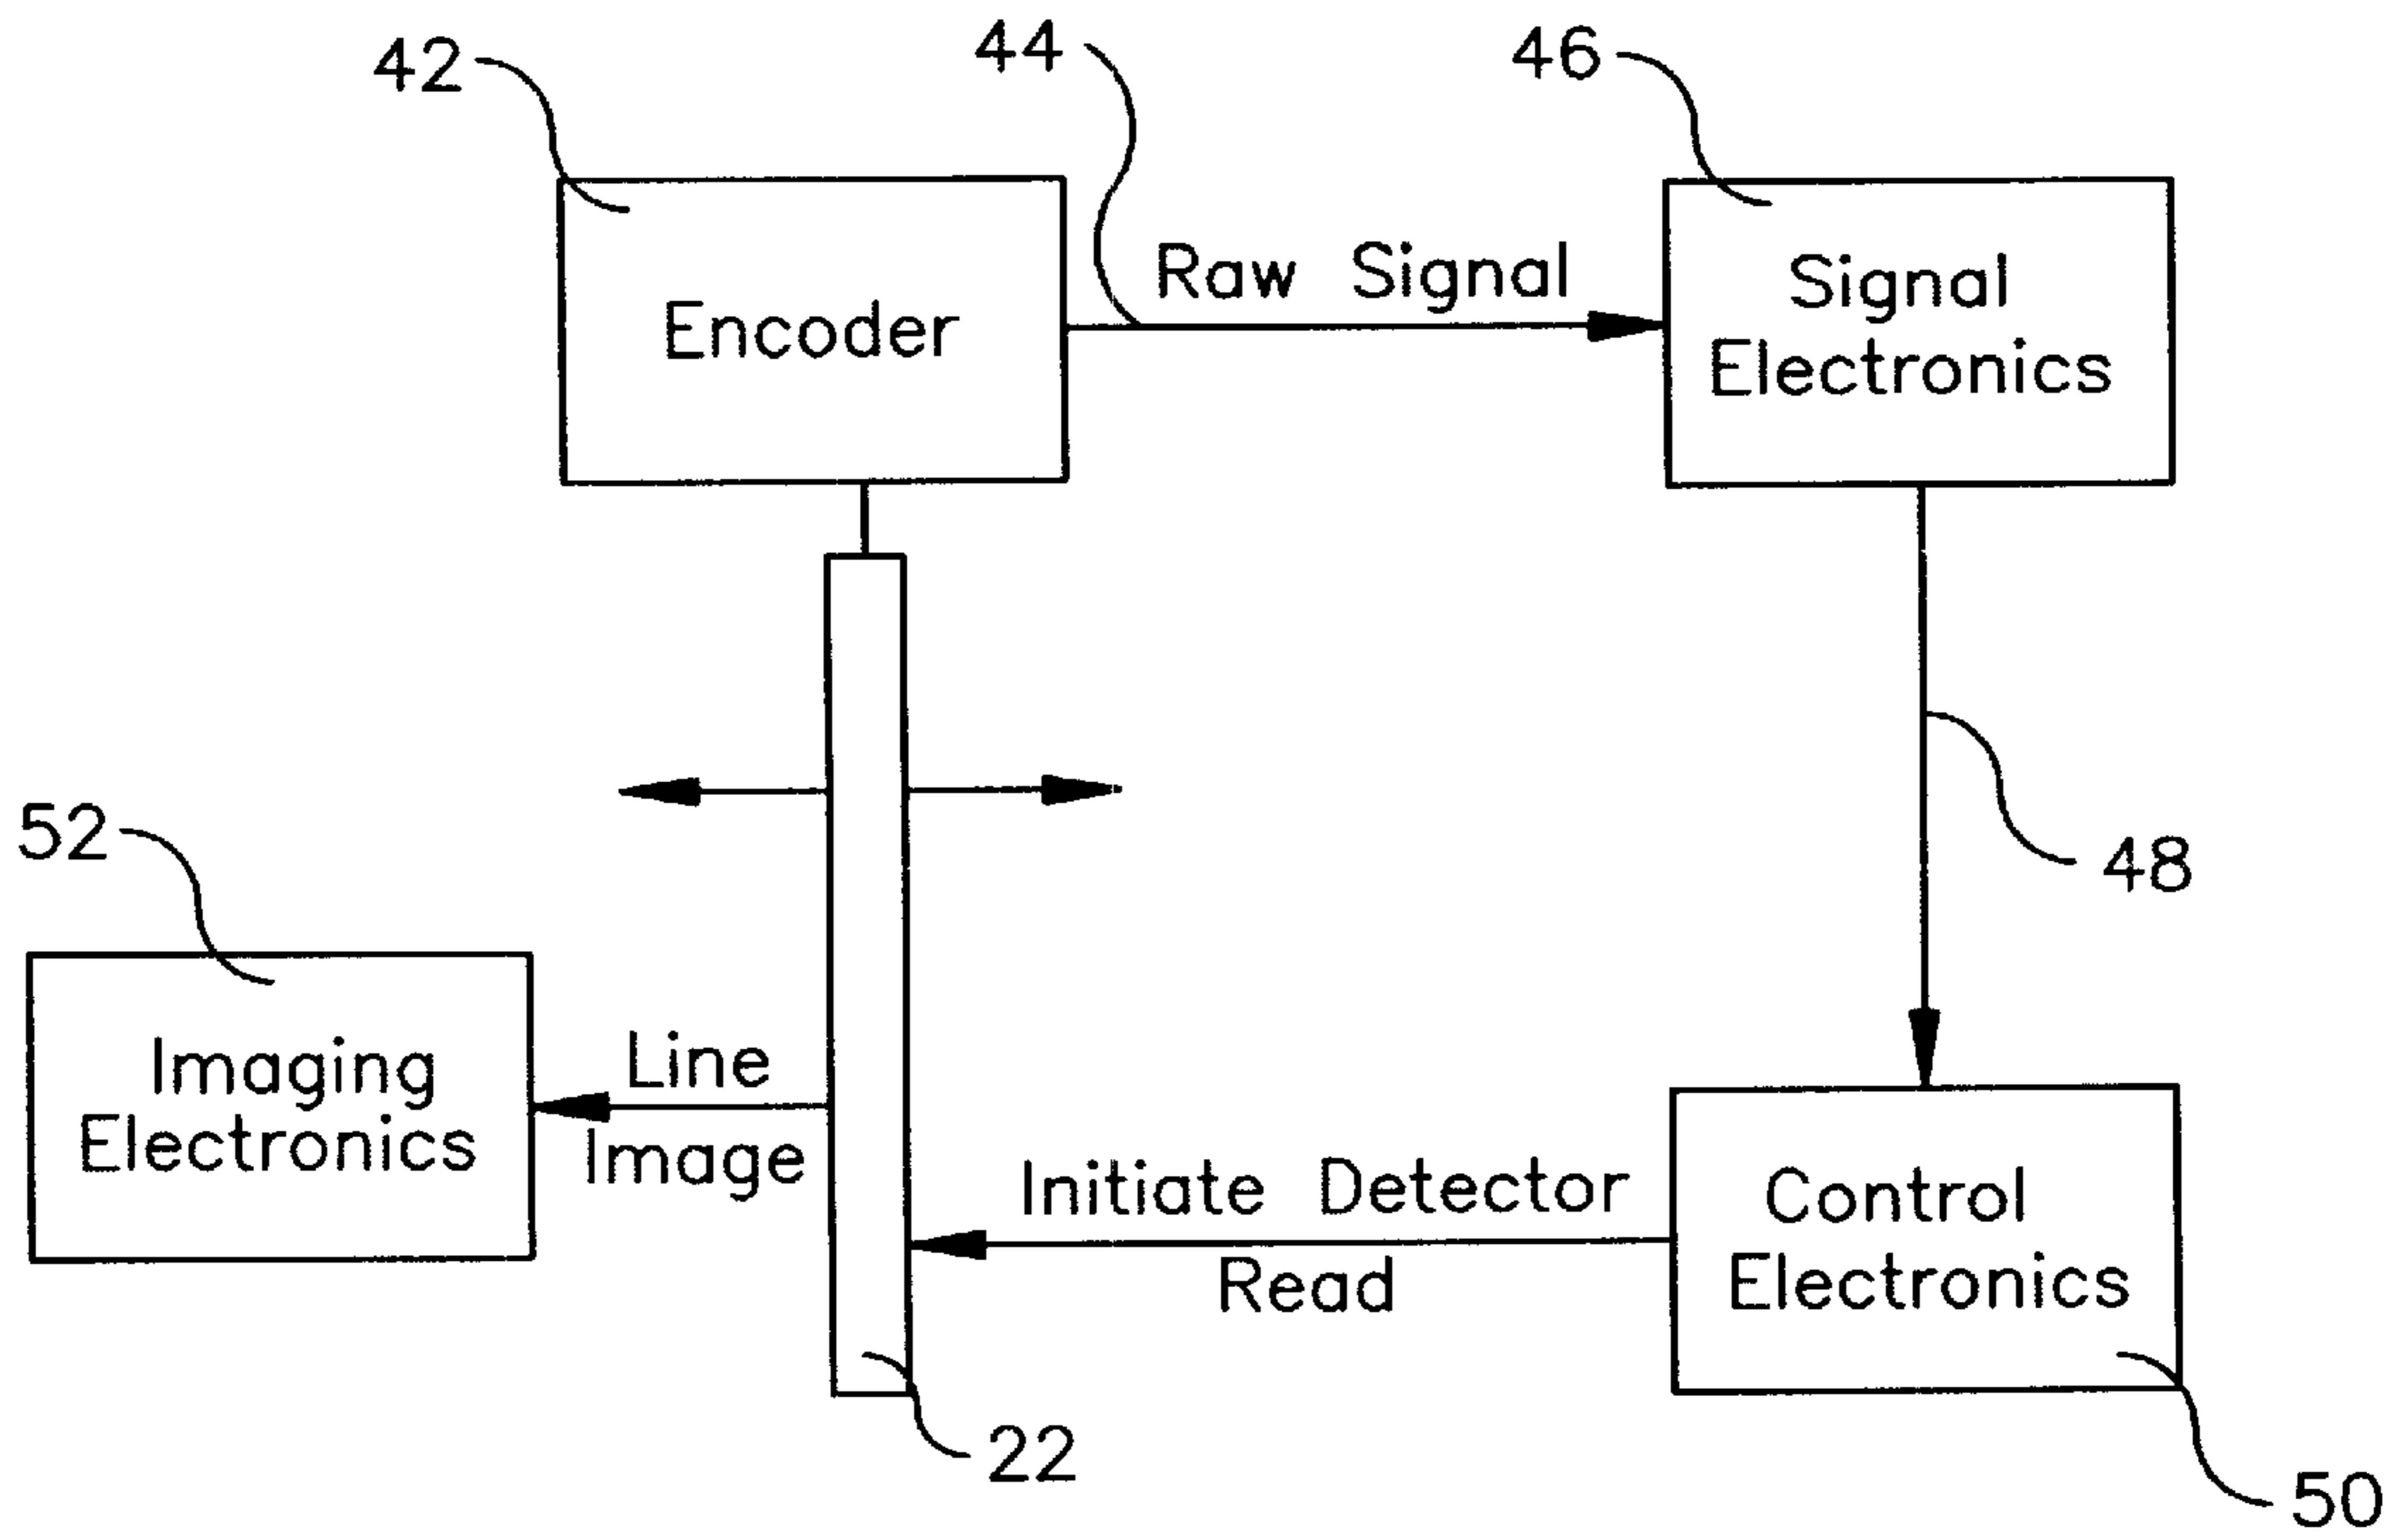 42
44
46
Encoder
Raw Signal
Signal
Electronics
48
52
Imaging
Electronics
Line
Image
Initiate Detector
Read
Control
Electronics
22
50